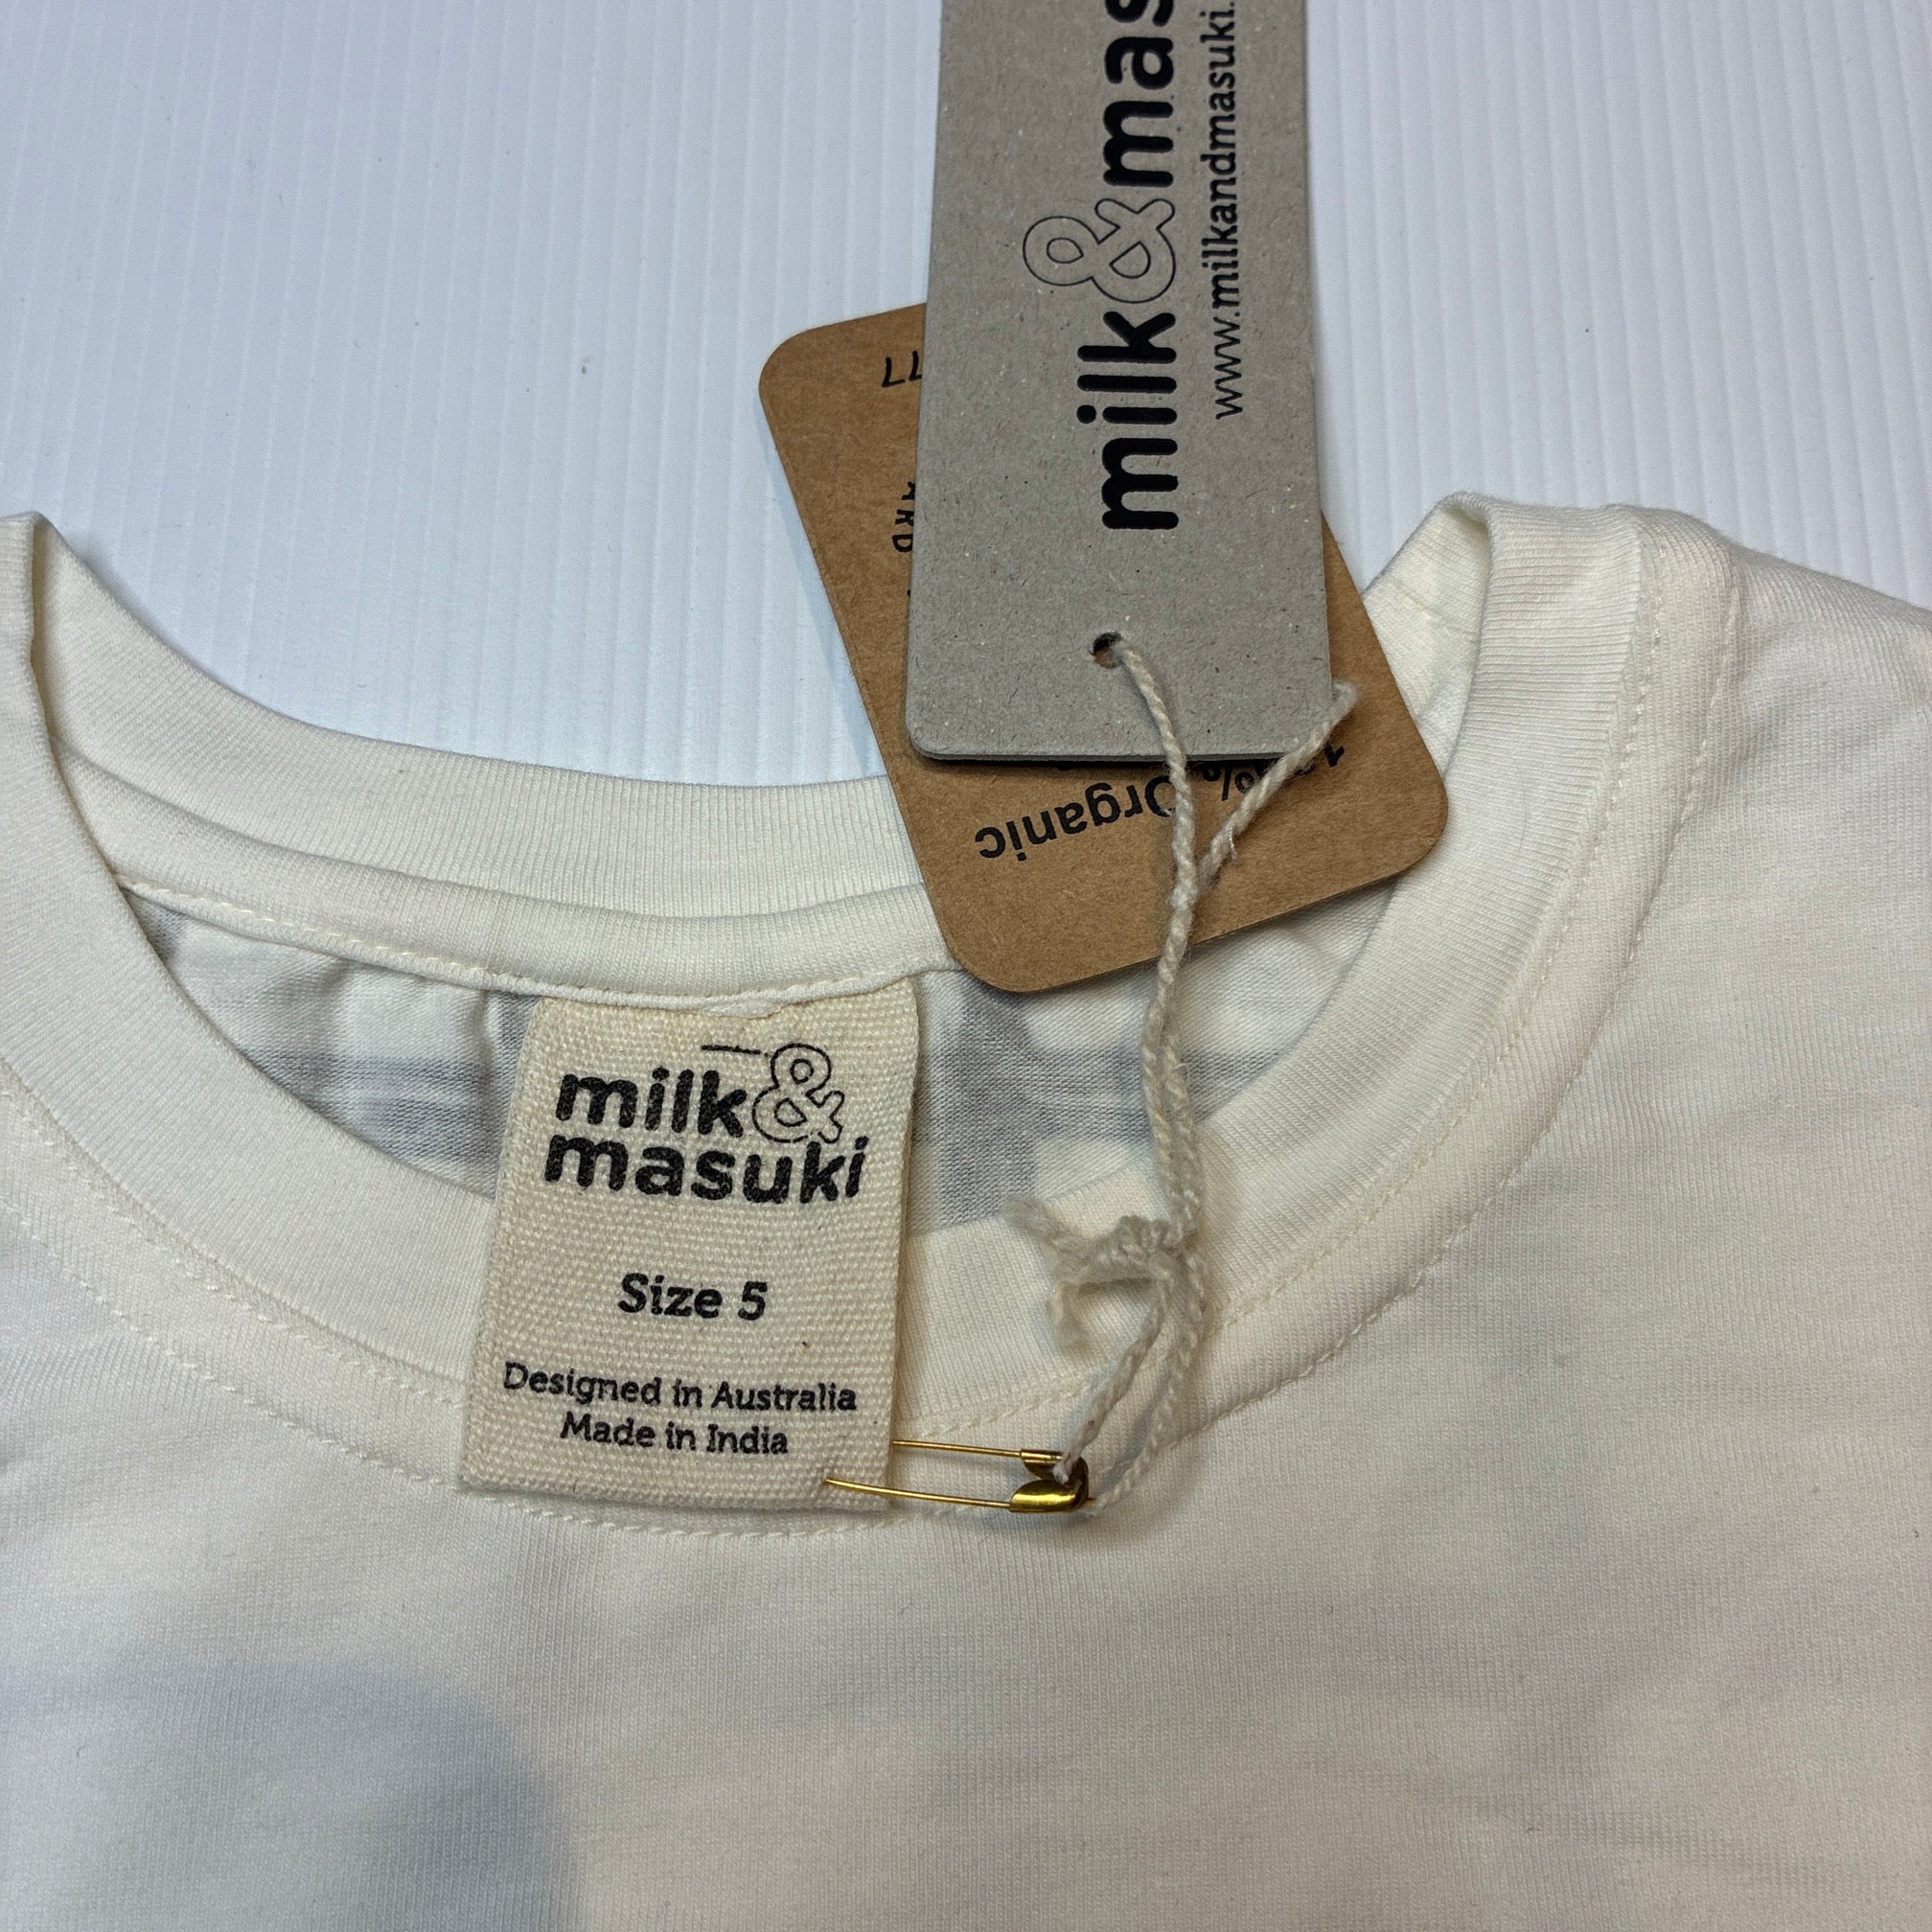 milk&mas
www.milkandmasuki.
Organic
milk&
masuki
Size 5
Designed in Australia
Made in India